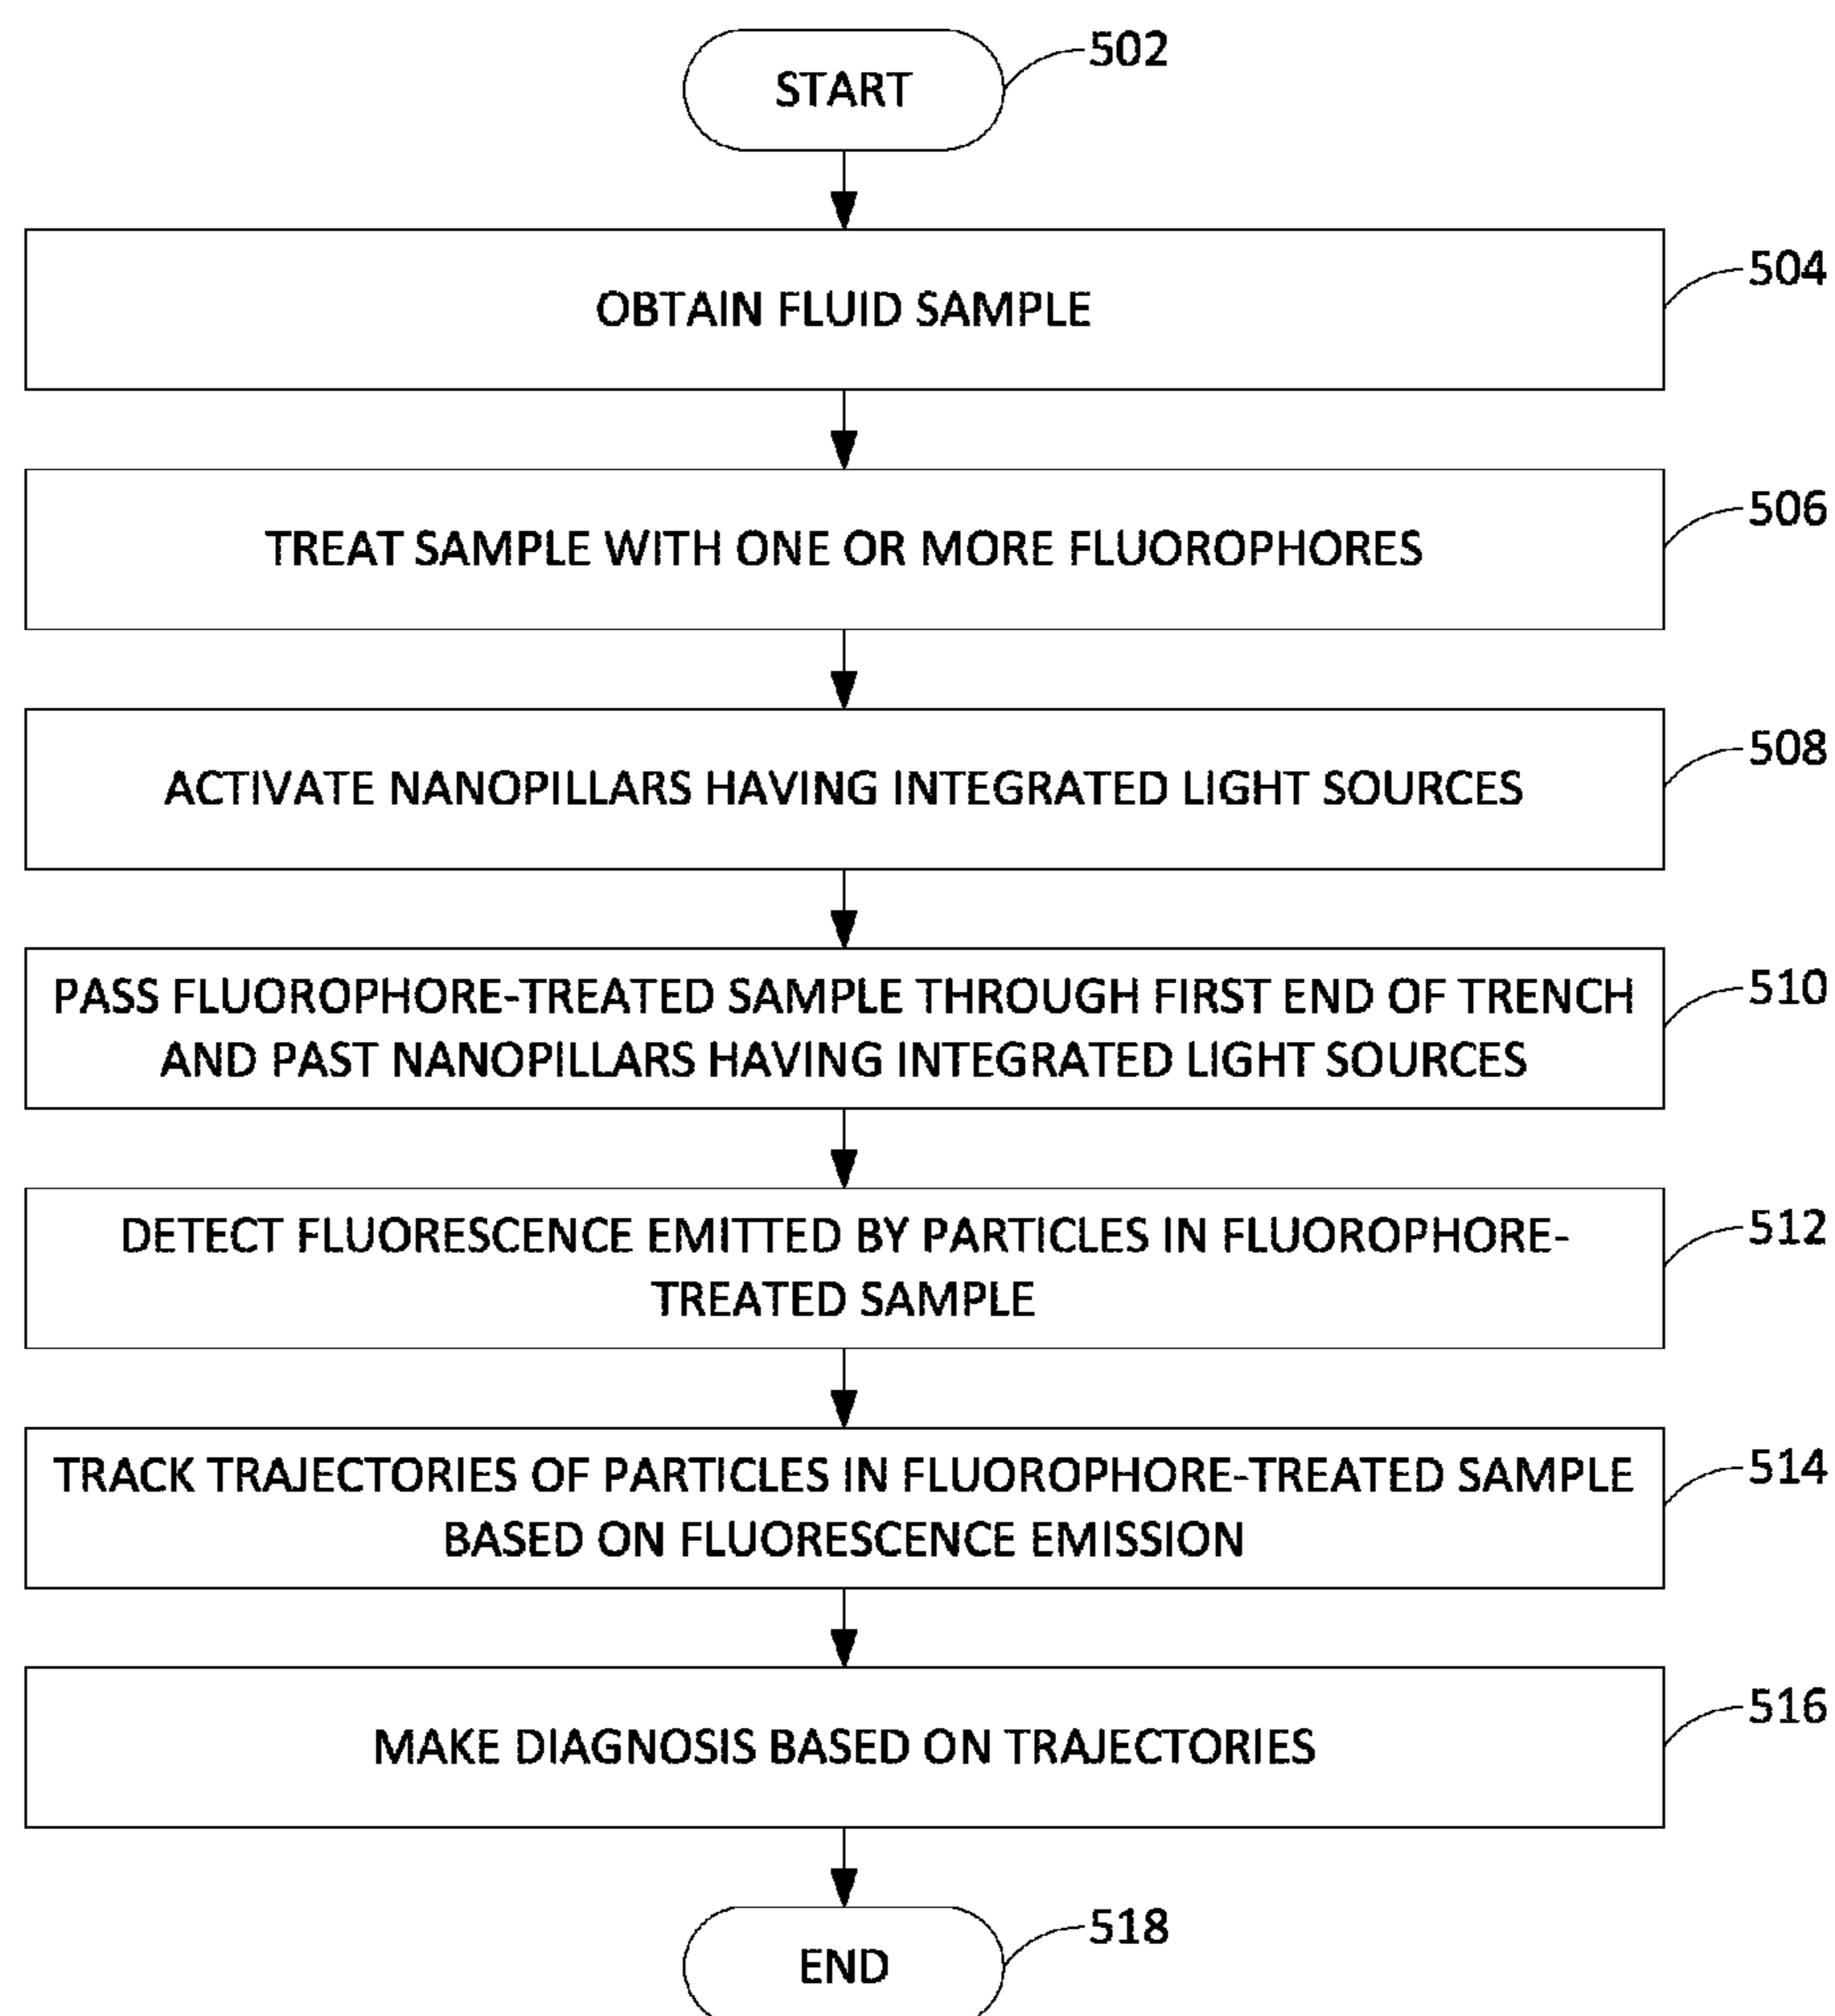 START
502
OBTAIN FLUID SAMPLE
504
TREAT SAMPLE WITH ONE OR MORE FLUOROPHORES
506
ACTIVATE NANOPILLARS HAVING INTEGRATED LIGHT SOURCES
508
PASS FLUOROPHORE-TREATED SAMPLE THROUGH FIRST END OF TRENCH
AND PAST NANOPILLARS HAVING INTEGRATED LIGHT SOURCES
510
DETECT FLUORESCENCE EMITTED BY PARTICLES IN FLUOROPHORE-
TREATED SAMPLE
512
TRACK TRAJECTORIES OF PARTICLES IN FLUOROPHORE-TREATED SAMPLE
BASED ON FLUORESCENCE EMISSION
514
MAKE DIAGNOSIS BASED ON TRAJECTORIES
516
END
518